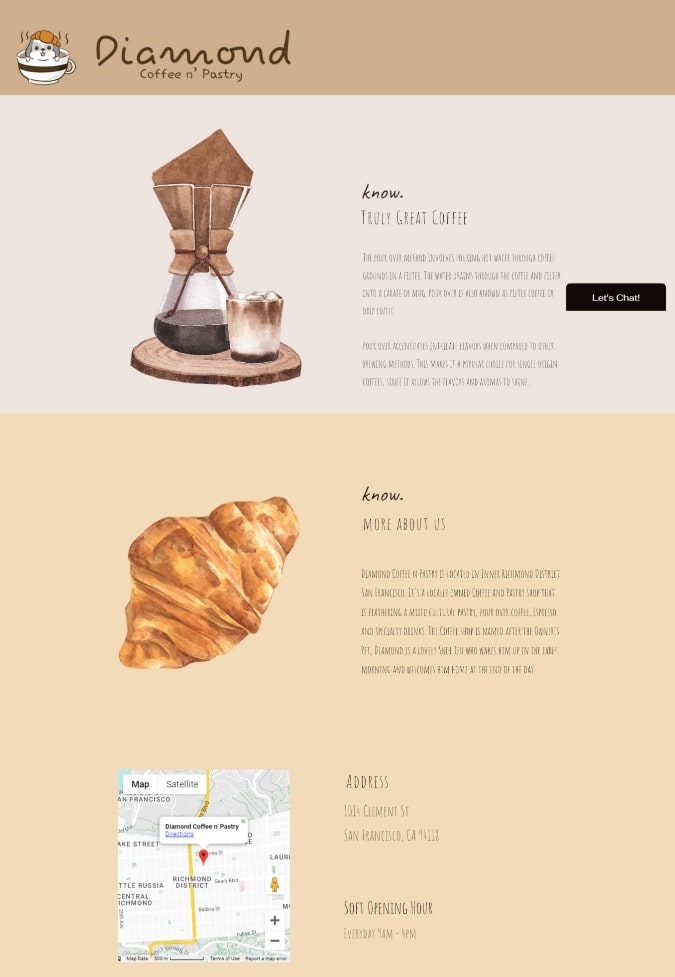 Diamond
Coffee n' Pastry
know.
Truly Great Coffee
The pour over method involves pouring hot water through coffee
grounds in a filter. The water drains through the coffee and filter
into a carafe or mug. Pour over is also known as filter coffee or
drip coffee
Pour over accentuates intricate flavors when compared to other
brewing methods. This makes it a popular choice for single origin
coffees, since it allows the flavors and aromas to shine.
Let's Chat!
know.
more about us
Diamond Coffee n Pastry is located in Inner Richmond District
San Francisco. It's a locally owned Coffee and Pastry shop that
is feathering a mixed cultural pastry, pour over coffee, Espresso
and specialty drinks. The Coffee shop is named after the Owner's
Pet, Diamond is a lovely Shih Tzu who wakes him up in the early
morning and welcomes him home at the end of the day.
Map
Satellite
AN FRANCISCO
Diamond Coffee n' Pastry
Directions
AKE STREET
LAUR
RICHMOND
DISTRICT
Geary Blvd
TTLE RUSSIA
CENTRAL
RICHMOND
Balboa St
Fulton St
Map Data
500 m
Terms of Use
Report a map error
Address
1014 Clement St.
San Francisco, CA 94118
Soft Opening Hour
Everyday 9am - 4pm